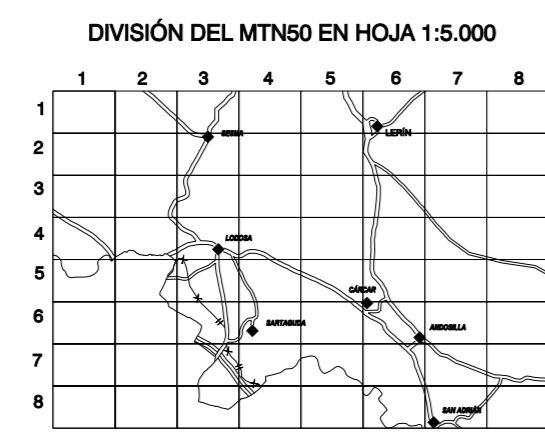 DIVISIÓN DEL MTN50 EN HOJA 1:5.000
1 2 3 4 5 6 7 8
1
LERÍN
SESMA
2
3
4
LODOSA
5
CÁRCAR
6
SARTAGUDA
ANDOSILLA
7
8
SAN ADRIÁN